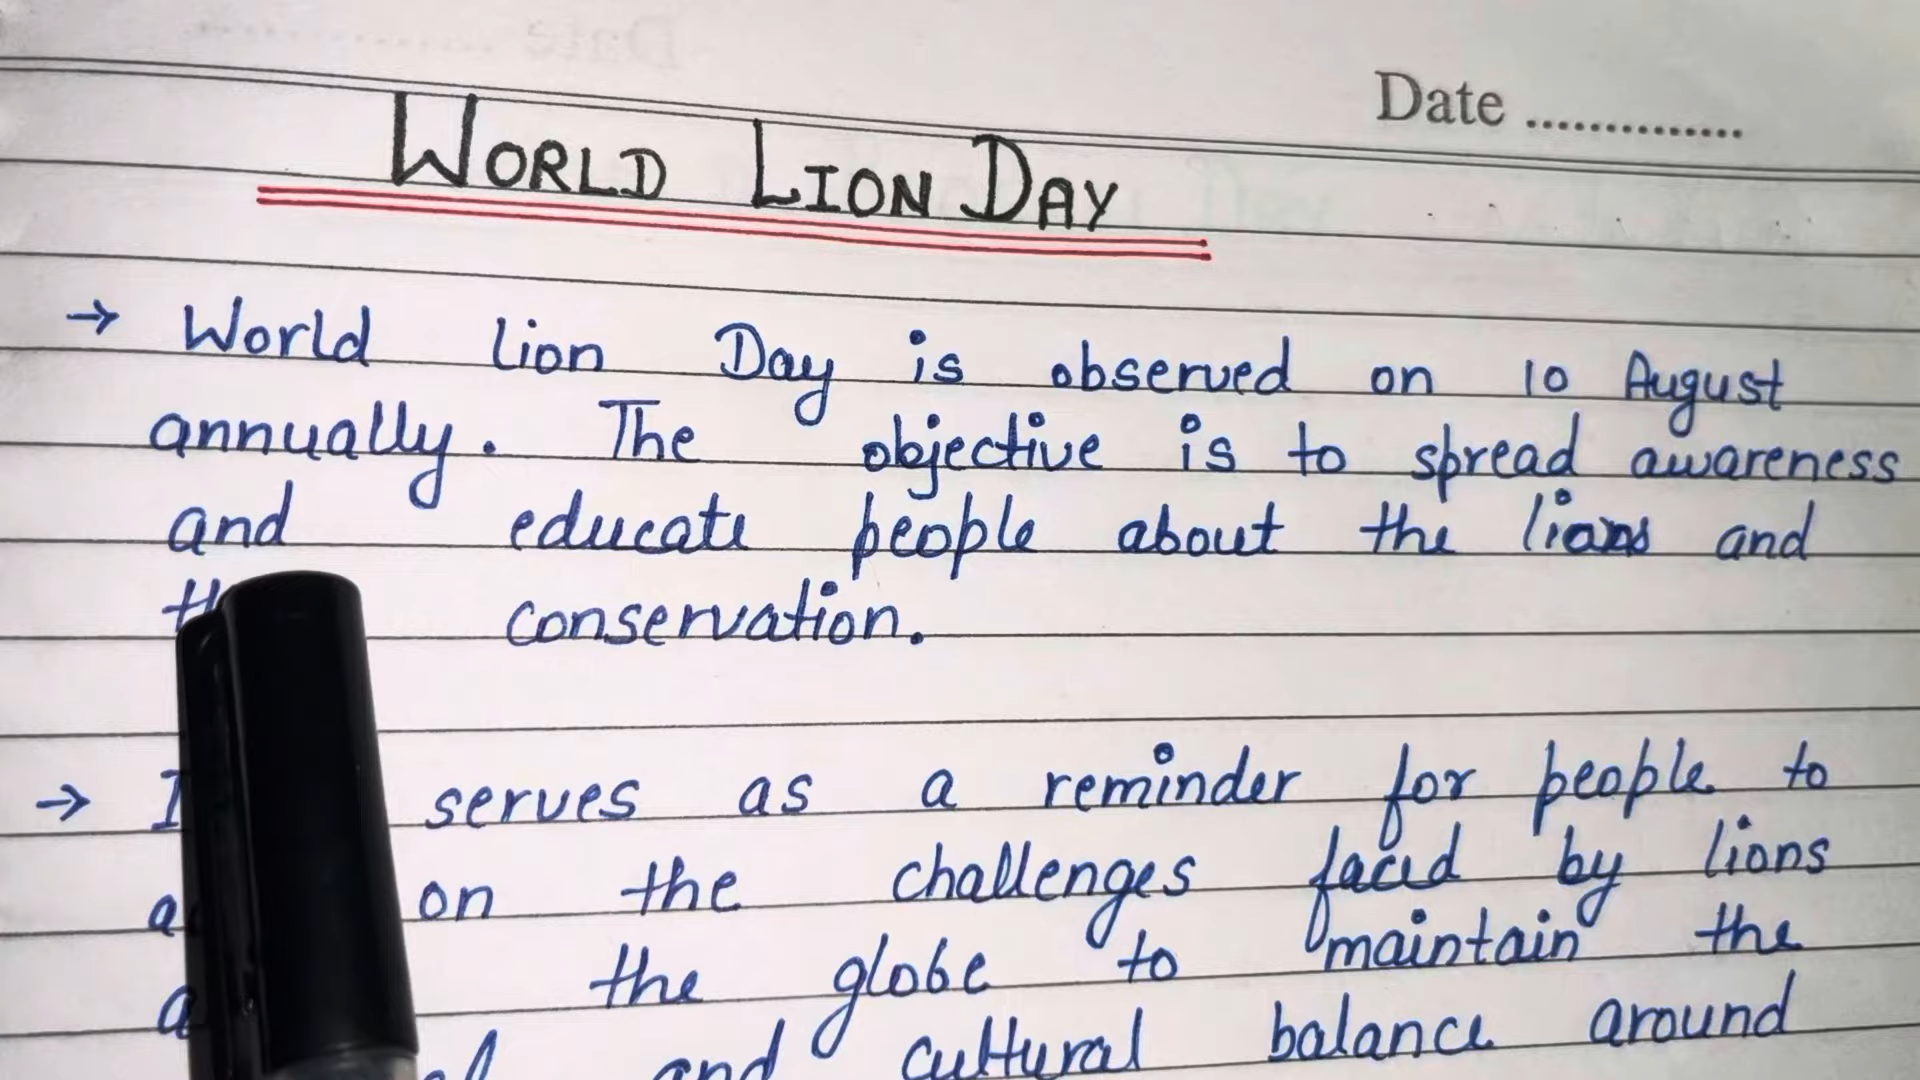 Date ..............
WORLD LION DAY
→ World lion Day is observed on 10 August
annually. The objective is to spread awareness
and educate people about the lions and
conservation.
→ serves as a reminder for people to
on the challenges faced by lions
the globe to maintain the
and cultural balance around